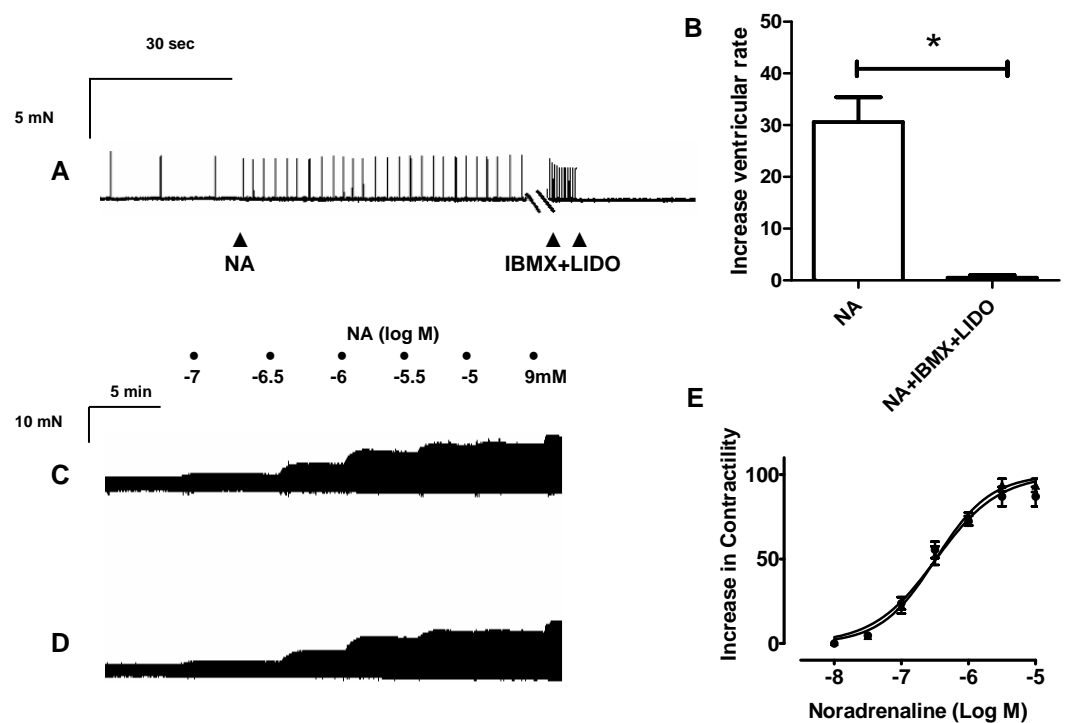 30 sec
5 mN
A
NA
IBMX+LIDO
B
Increase ventricular rate
50
40
30
20
10
0
*
NA
NA+IBMX+LIDO
NA (log M)
-7 -6.5 -6 -5.5 -5 9mM
5 min
10 mN
C
D
E
Increase in Contractility
100
50
0
-8 -7 -6 -5
Noradrenaline (Log M)